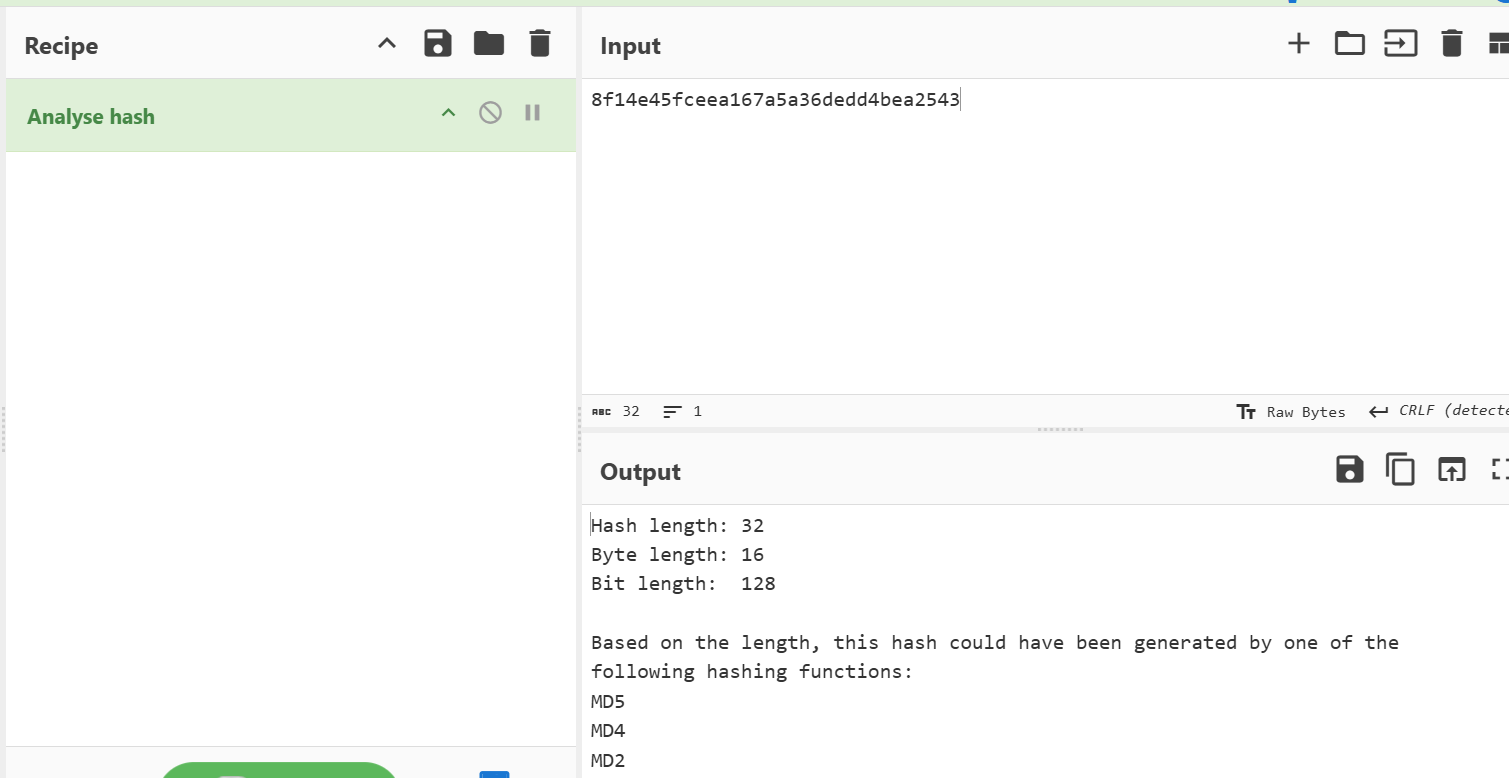 Recipe
Analyse hash
Input
8f14e45fceea167a5a36dedd4bea2543
ABC 32 1
Raw Bytes CRLF (detecte
Output
Hash length: 32
Byte length: 16
Bit length: 128
Based on the length, this hash could have been generated by one of the
following hashing functions:
MD5
MD4
MD2